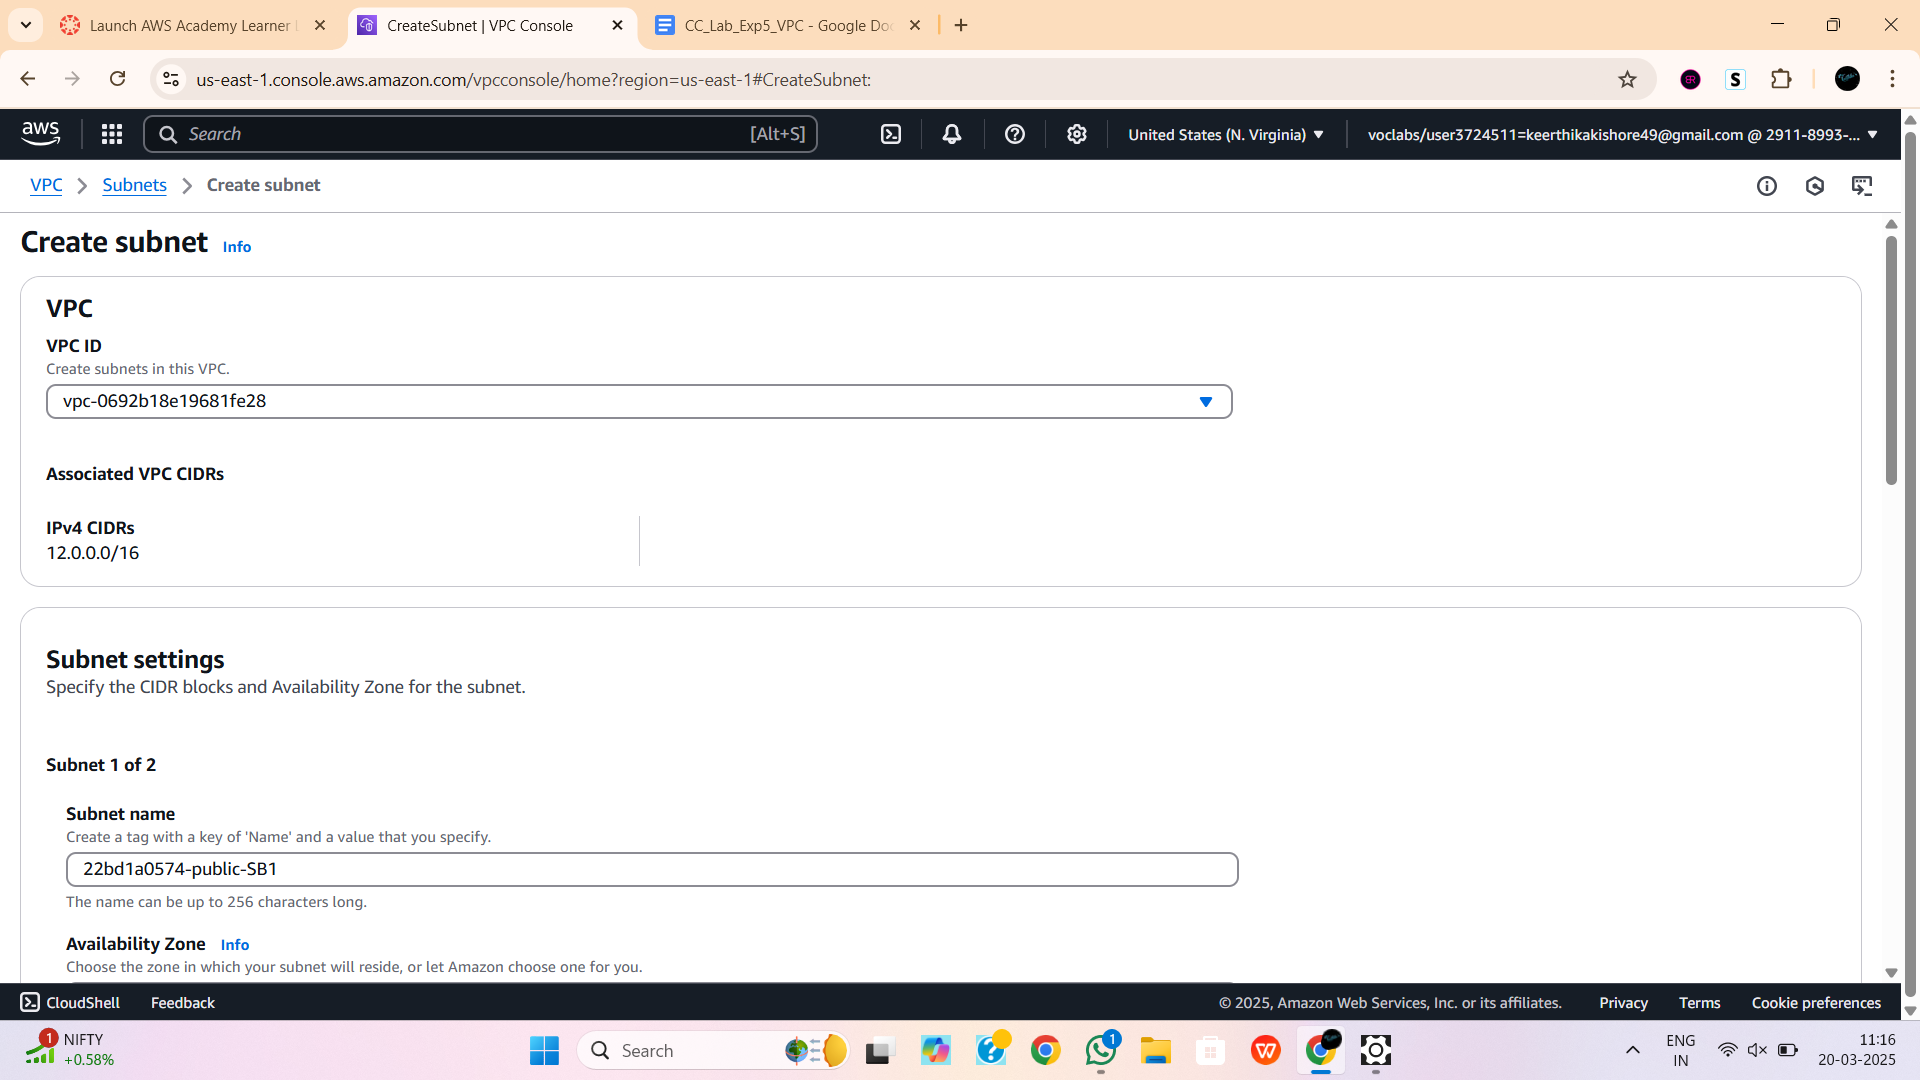 Launch AWS Academy Learner L
CreateSubnet | VPC Console
CC_Lab_Exp5_VPC - Google Doc
us-east-1.console.aws.amazon.com/vpcconsole/home?region=us-east-1#CreateSubnet:
BR
S
aws
Search
[Alt+S]
United States (N. Virginia)
voclabs/user3724511=keerthikakishore49@gmail.com @ 2911-8993-...
VPC
Subnets
Create subnet
Create subnet
Info
VPC
VPC ID
Create subnets in this VPC.
vpc-0692b18e19681fe28
Associated VPC CIDRs
IPv4 CIDRs
12.0.0.0/16
Subnet settings
Specify the CIDR blocks and Availability Zone for the subnet.
Subnet 1 of 2
Subnet name
Create a tag with a key of 'Name' and a value that you specify.
22bd1a0574-public-SB1
The name can be up to 256 characters long.
Availability Zone
Info
Choose the zone in which your subnet will reside, or let Amazon choose one for you.
CloudShell
Feedback
© 2025, Amazon Web Services, Inc. or its affiliates.
Privacy
Terms
Cookie preferences
1
NIFTY
+0.58%
Search
1
W
ENG
IN
11:16
20-03-2025